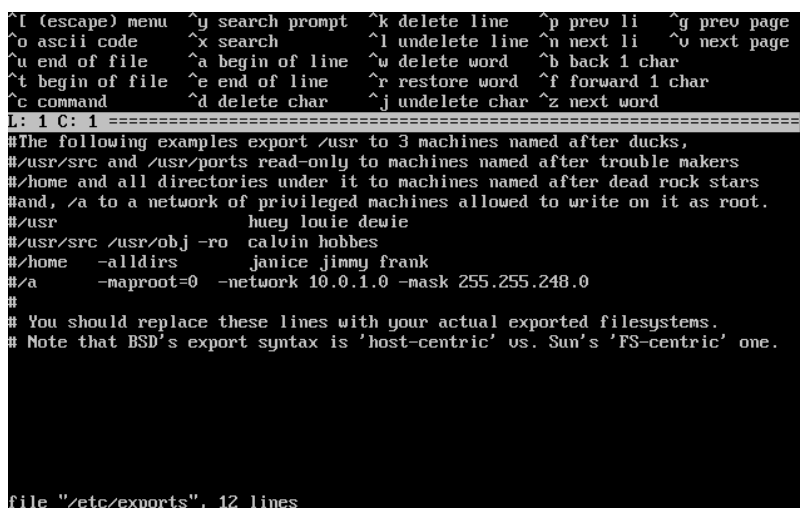 ^[ (escape) menu  ^y search prompt  ^k delete line   ^p prev li  ^g prev page
^o ascii code     ^x search         ^l undelete line ^n next li  ^v next page
^u end of file    ^a begin of line  ^w delete word   ^b back 1 char
^t begin of file  ^e end of line    ^r restore word  ^f forward 1 char
^c command        ^d delete char    ^j undelete char ^z next word
L: 1 C: 1 =====================================================================
#The following examples export /usr to 3 machines named after ducks,
#/usr/src and /usr/ports read-only to machines named after trouble makers
#/home and all directories under it to machines named after dead rock stars
#and, /a to a network of privileged machines allowed to write on it as root.
#/usr                   huey louie dewie
#/usr/src /usr/obj -ro  calvin hobbes
#/home   -alldirs       janice jimmy frank
#/a      -maproot=0  -network 10.0.1.0 -mask 255.255.248.0
#
# You should replace these lines with your actual exported filesystems.
# Note that BSD's export syntax is 'host-centric' vs. Sun's 'FS-centric' one.
file "/etc/exports", 12 lines